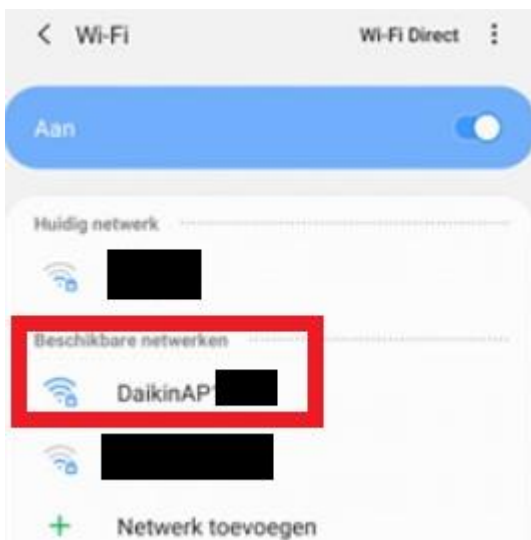 Wi-Fi Wi-Fi Direct
Aan
Huidig netwerk
Beschikbare netwerken
DaikinAP
Netwerk toevoegen